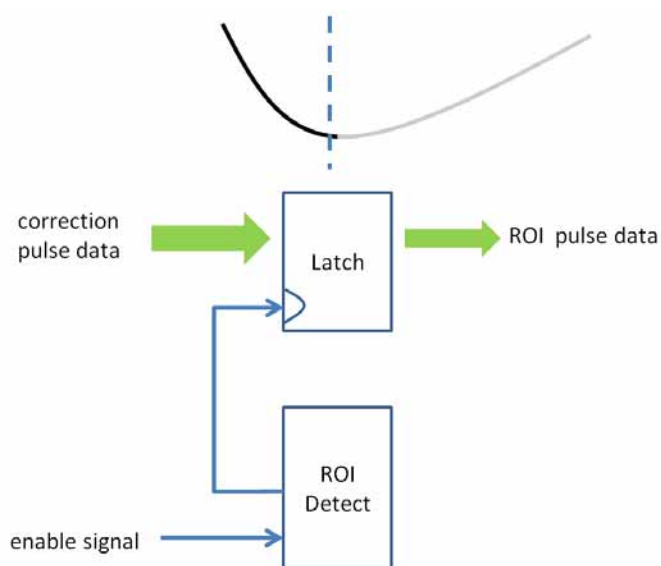 correction
pulse data
Latch
ROI pulse data
ROI
Detect
enable signal